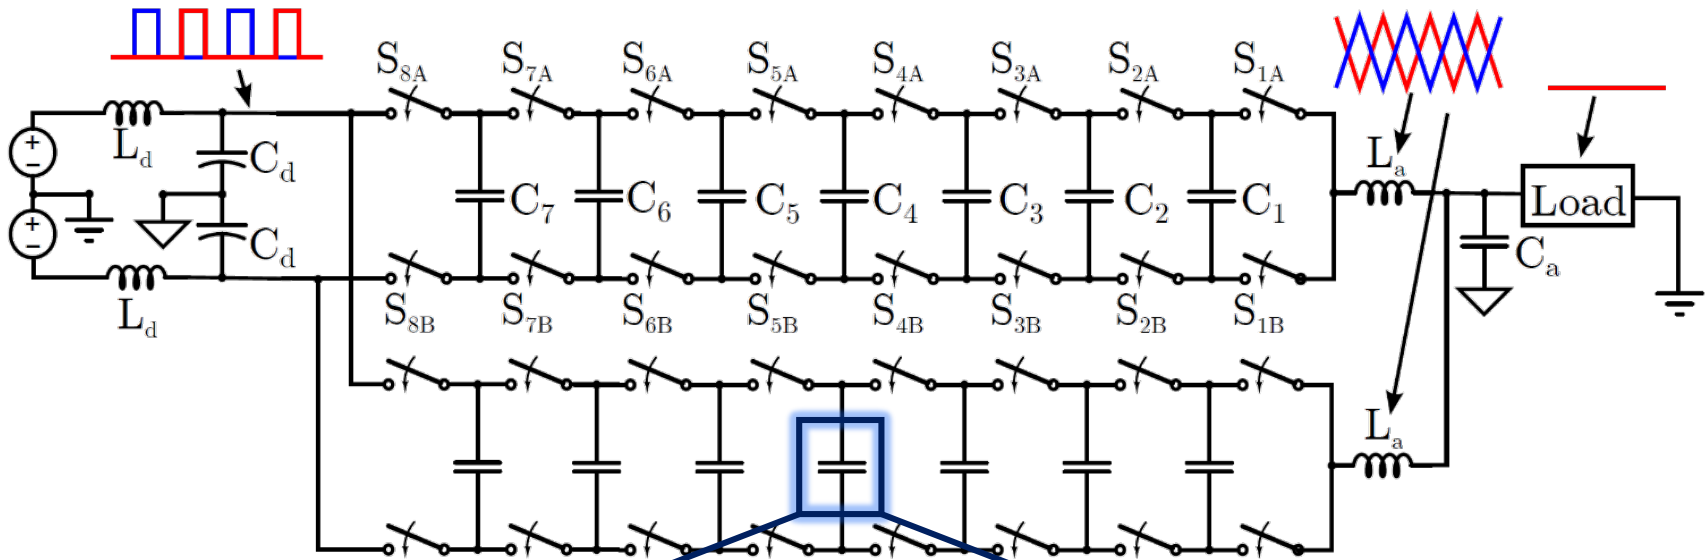 S8A S7A S6A S5A S4A S3A S2A S1A
+
−
Ld
Cd
C7 C6 C5 C4 C3 C2 C1
La
Load
+
−
Cd
Ca
Ld
S8B S7B S6B S5B S4B S3B S2B S1B
La